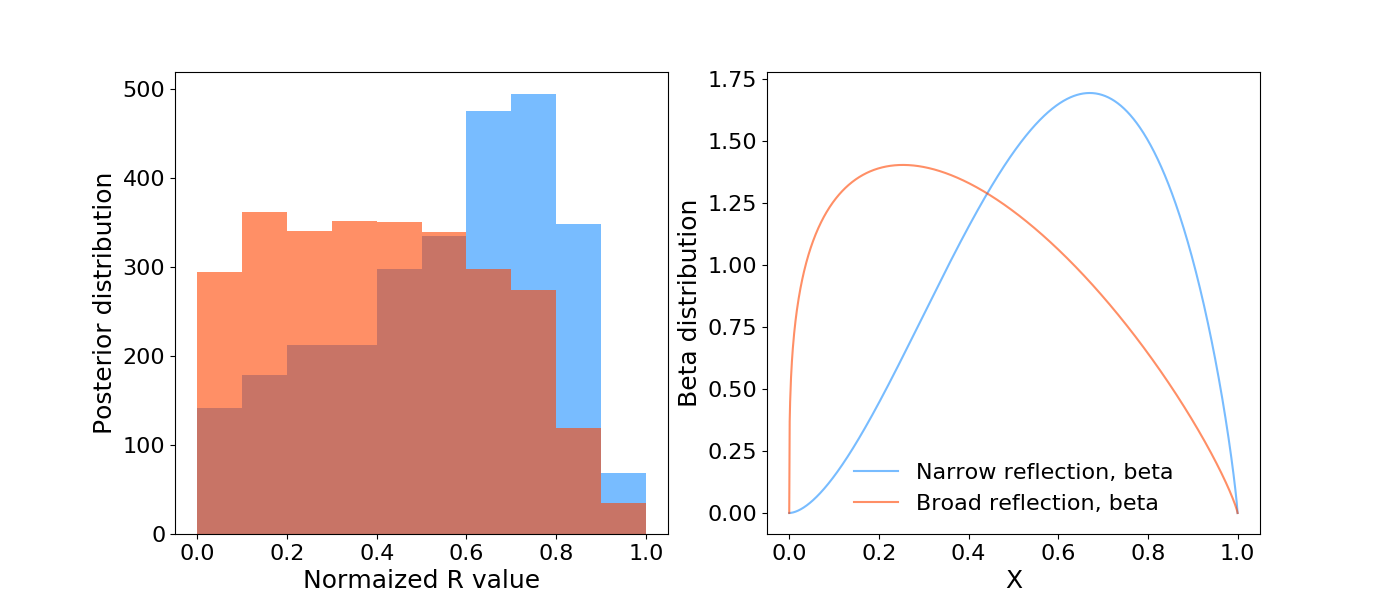 Posterior distribution
500
400
300
200
100
0
0.0 0.2 0.4 0.6 0.8 1.0
Normaized R value
Beta distribution
1.75
1.50
1.25
1.00
0.75
0.50
0.25
0.00
Narrow reflection, beta
Broad reflection, beta
0.0 0.2 0.4 0.6 0.8 1.0
X